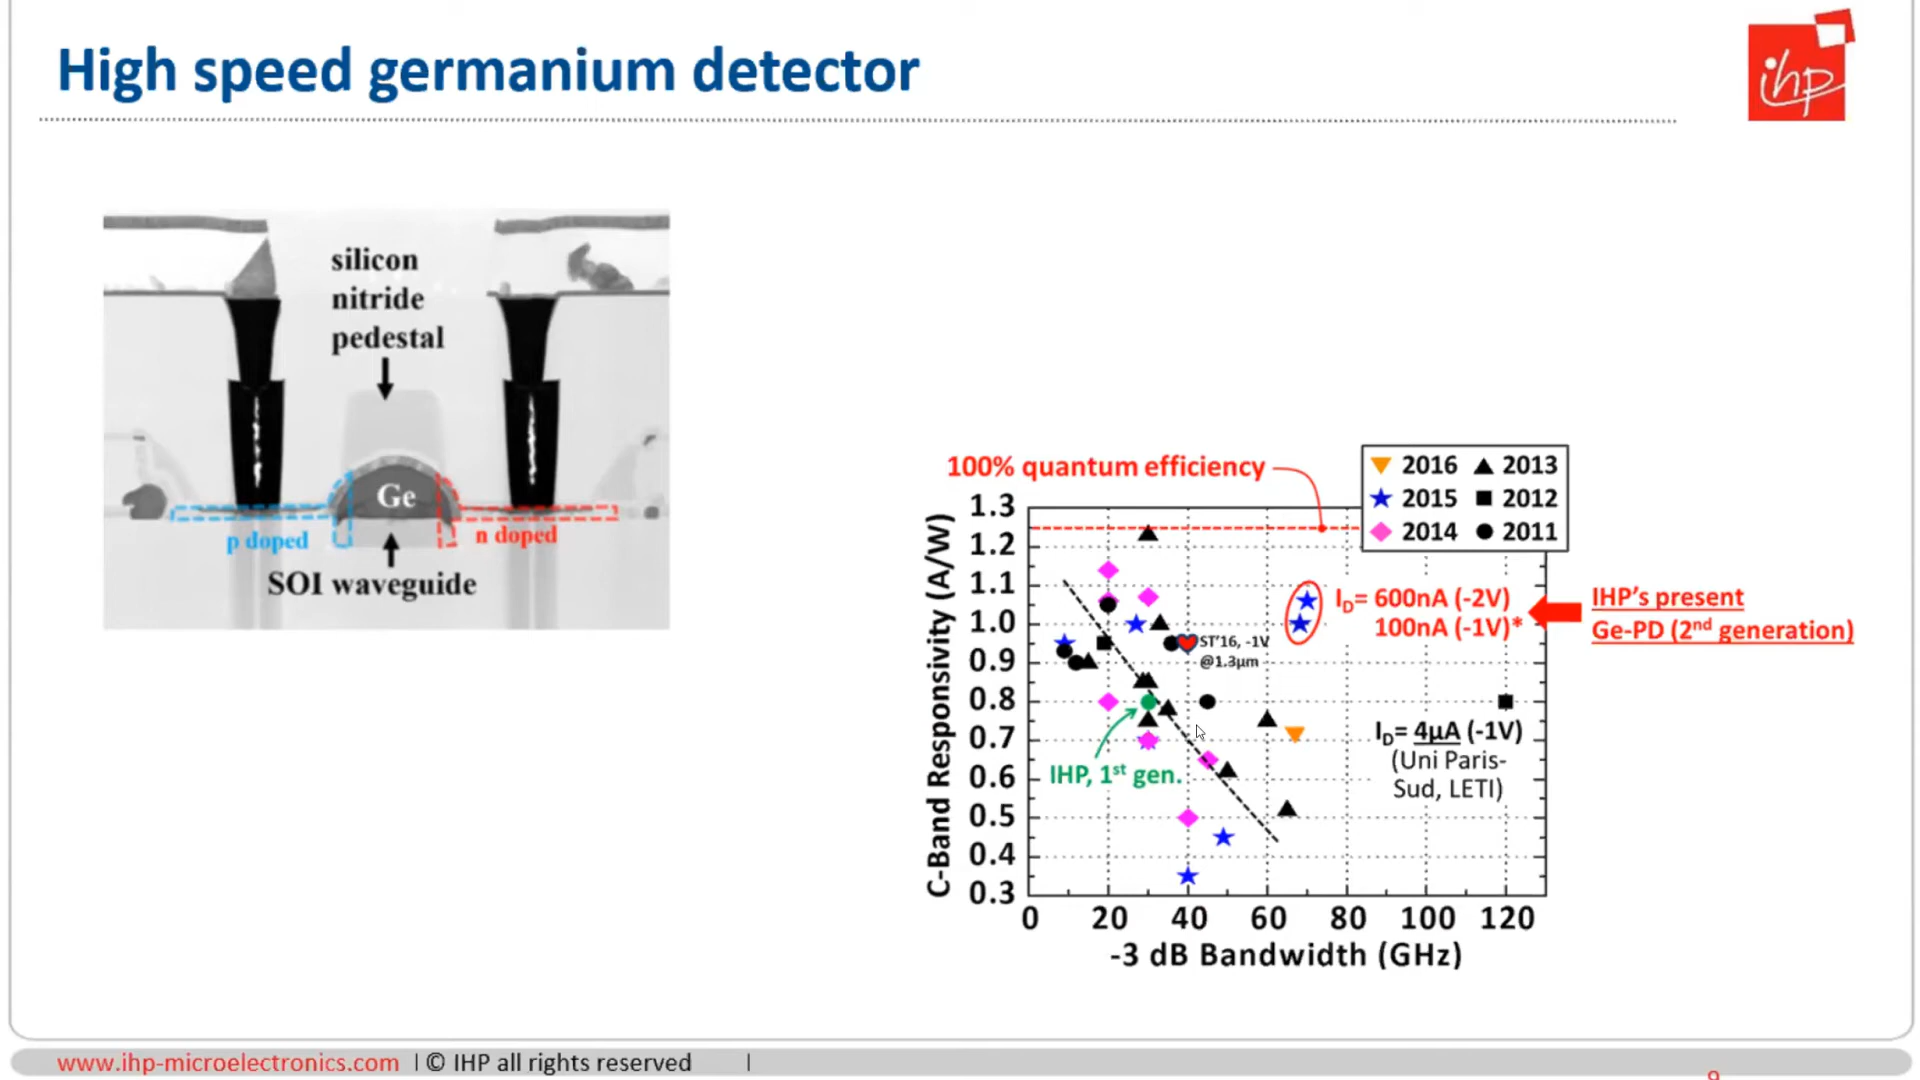 High speed germanium detector
ihp
silicon
nitride
pedestal
Ge
p doped
n doped
SOI waveguide
100% quantum efficiency
2016 2013
2015 2012
2014 2011
C-Band Responsivity (A/W)
1.3
1.2
1.1
1.0
0.9
0.8
0.7
0.6
0.5
0.4
0.3
0 20 40 60 80 100 120
-3 dB Bandwidth (GHz)
ID= 600nA (-2V)
100nA (-1V)*
IHP's present
Ge-PD (2nd generation)
ST'16, -1V
@1.3µm
IHP, 1st gen.
ID= 4µA (-1V)
(Uni Paris-
Sud, LETI)
www.ihp-microelectronics.com | © IHP all rights reserved |
9